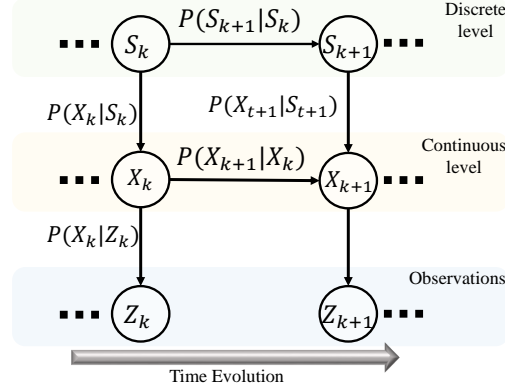 P(S_{k+1}|S_k)
Discrete
level
S_k
S_{k+1}
P(X_k|S_k)
P(X_{t+1}|S_{t+1})
P(X_{k+1}|X_k)
Continuous
level
X_k
X_{k+1}
P(X_k|Z_k)
Observations
Z_k
Z_{k+1}
Time Evolution